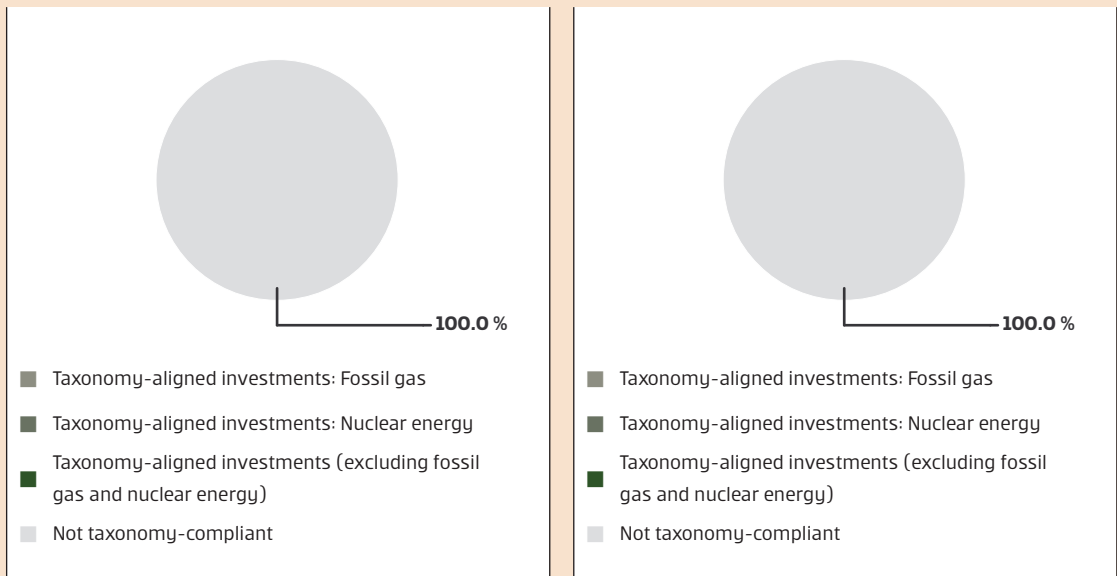 100.0 %
Taxonomy-aligned investments: Fossil gas
Taxonomy-aligned investments: Nuclear energy
Taxonomy-aligned investments (excluding fossil
gas and nuclear energy)
Not taxonomy-compliant
100.0 %
Taxonomy-aligned investments: Fossil gas
Taxonomy-aligned investments: Nuclear energy
Taxonomy-aligned investments (excluding fossil
gas and nuclear energy)
Not taxonomy-compliant